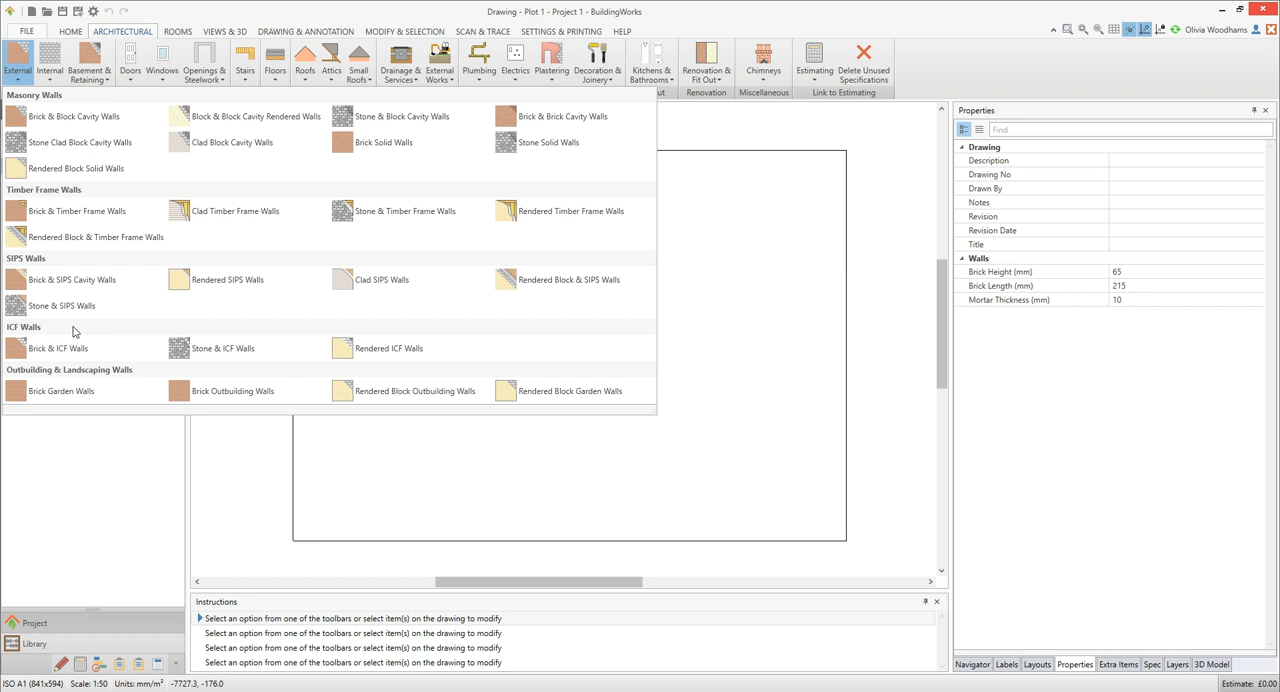 Drawing - Plot 1 - Project 1 - BuildingWorks
FILE HOME ARCHITECTURAL ROOMS VIEWS & 3D DRAWING & ANNOTATION MODIFY & SELECTION SCAN & TRACE SETTINGS PRINTING HELP Olivia Woodhams
External Internal Basement & Retaining Doors Windows Openings & Steelwork Stairs Floors Roofs Attics Small Roofs Drainage & Services External Works Plumbing Electrics Plastering Decoration & Joinery Kitchens & Bathrooms Renovation & Fit Out Chimneys Estimating Delete Unused Specifications
ut Renovation Miscellaneous Link to Estimating
Masonry Walls
Brick & Block Cavity Walls Block & Block Cavity Rendered Walls Stone & Block Cavity Walls Brick & Brick Cavity Walls
Stone Clad Block Cavity Walls Clad Block Cavity Walls Brick Solid Walls Stone Solid Walls
Rendered Block Solid Walls
Timber Frame Walls
Brick & Timber Frame Walls Clad Timber Frame Walls Stone & Timber Frame Walls Rendered Timber Frame Walls
Rendered Block & Timber Frame Walls
SIPS Walls
Brick & SIPS Cavity Walls Rendered SIPS Walls Clad SIPS Walls Rendered Block & SIPS Walls
Stone & SIPS Walls
ICF Walls
Brick & ICF Walls Stone & ICF Walls Rendered ICF Walls
Outbuilding & Landscaping Walls
Brick Garden Walls Brick Outbuilding Walls Rendered Block Outbuilding Walls Rendered Block Garden Walls
Properties
Find
Drawing
Description
Drawing No
Drawn By
Notes
Revision
Revision Date
Title
Walls
Brick Height (mm) 65
Brick Length (mm) 215
Mortar Thickness (mm) 10
Instructions
Select an option from one of the toolbars or select item(s) on the drawing to modify
Select an option from one of the toolbars or select item(s) on the drawing to modify
Select an option from one of the toolbars or select item(s) on the drawing to modify
Select an option from one of the toolbars or select item(s) on the drawing to modify
Project
Library
Navigator Labels Layouts Properties Extra Items Spec Layers 3D Model
ISO A1 (841x594) Scale: 1:50 Units: mm/m² -7727.3, -176.0 Estimate: £0.00